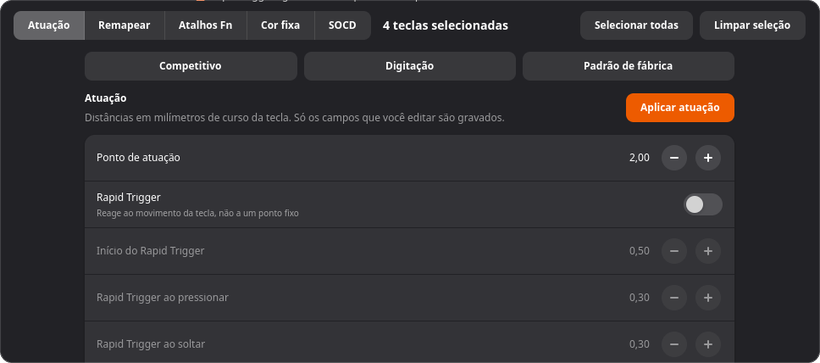 Atuação Remapear Atalhos Fn Cor fixa SOCD 4 teclas selecionadas Selecionar todas Limpar seleção
Competitivo Digitação Padrão de fábrica
Atuação
Distâncias em milímetros de curso da tecla. Só os campos que você editar são gravados.
Aplicar atuação
Ponto de atuação 2,00 − +
Rapid Trigger
Reage ao movimento da tecla, não a um ponto fixo
Início do Rapid Trigger 0,50 − +
Rapid Trigger ao pressionar 0,30 − +
Rapid Trigger ao soltar 0,30 − +